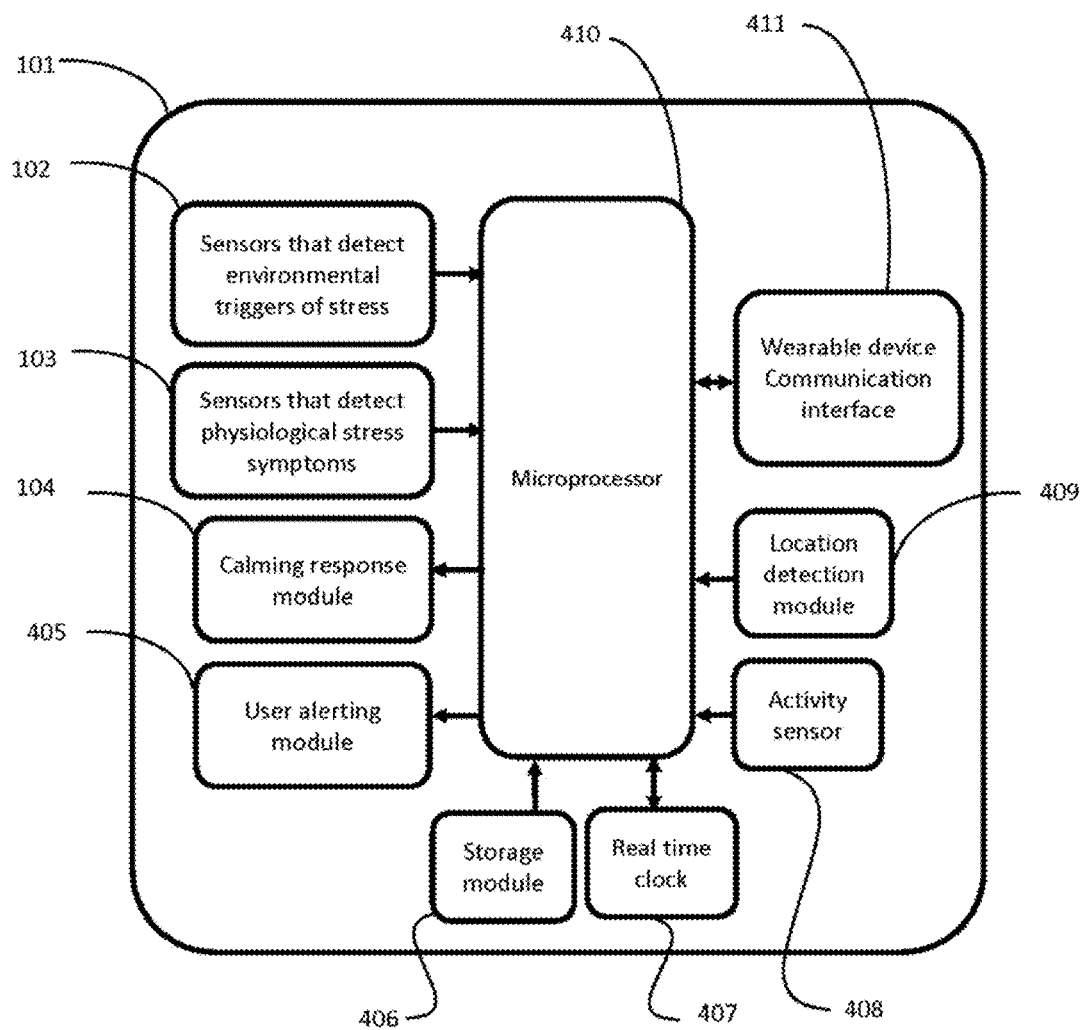 410
411
101
102
Sensors that detect
environmental
triggers of stress
103
Sensors that detect
physiological stress
symptoms
104
Calming response
module
405
User alerting
module
Microprocessor
Wearable device
Communication
interface
409
Location
detection
module
Activity
sensor
Storage
module
Real time
clock
406
407
408